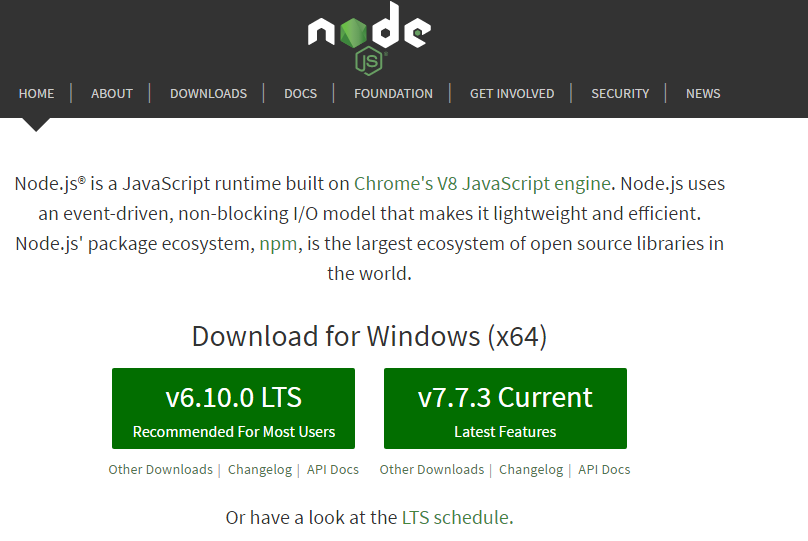 node
JS
HOME ABOUT DOWNLOADS DOCS FOUNDATION GET INVOLVED SECURITY NEWS
Node.js® is a JavaScript runtime built on Chrome's V8 JavaScript engine. Node.js uses
an event-driven, non-blocking I/O model that makes it lightweight and efficient.
Node.js' package ecosystem, npm, is the largest ecosystem of open source libraries in
the world.
Download for Windows (x64)
v6.10.0 LTS
Recommended For Most Users
v7.7.3 Current
Latest Features
Other Downloads | Changelog | API Docs
Other Downloads | Changelog | API Docs
Or have a look at the LTS schedule.